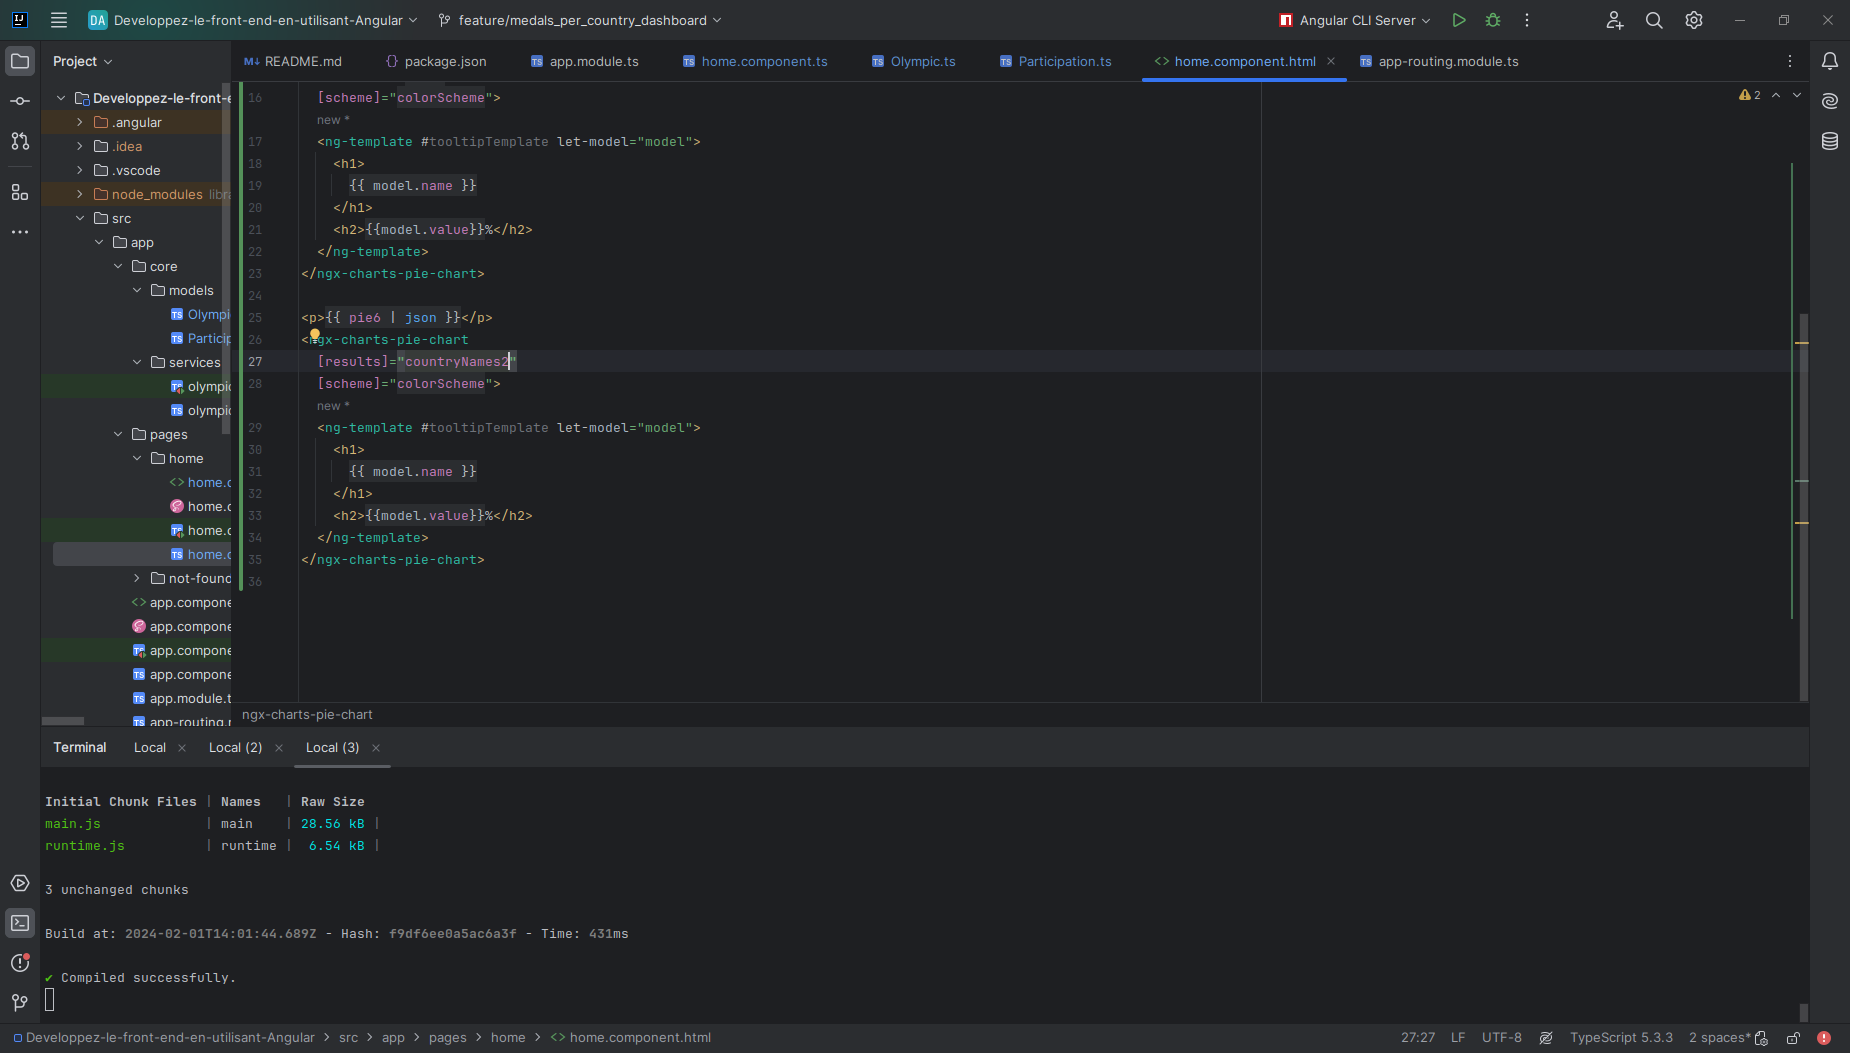 DA Developpez-le-front-end-en-utilisant-Angular feature/medals_per_country_dashboard Angular CLI Server
Project
README.md package.json app.module.ts home.component.ts Olympic.ts Participation.ts home.component.html app-routing.module.ts
Developpez-le-front-e
.angular
.idea
.vscode
node_modules libra
src
app
core
models
Olympi
Particip
services
olympic
olympic
pages
home
home.c
home.c
home.c
home.c
not-found
app.compone
app.compone
app.compone
app.compone
app.module.t
app-routing.r
2
16 [scheme]="colorScheme">
new *
17 <ng-template #tooltipTemplate let-model="model">
18 <h1>
19 {{ model.name }}
20 </h1>
21 <h2>{{model.value}}%</h2>
22 </ng-template>
23 </ngx-charts-pie-chart>
24
25 <p>{{ pie6 | json }}</p>
26 <ngx-charts-pie-chart
27 [results]="countryNames2"
28 [scheme]="colorScheme">
new *
29 <ng-template #tooltipTemplate let-model="model">
30 <h1>
31 {{ model.name }}
32 </h1>
33 <h2>{{model.value}}%</h2>
34 </ng-template>
35 </ngx-charts-pie-chart>
36
ngx-charts-pie-chart
Terminal Local Local (2) Local (3)
Initial Chunk Files | Names | Raw Size
main.js | main | 28.56 kB |
runtime.js | runtime | 6.54 kB |
3 unchanged chunks
Build at: 2024-02-01T14:01:44.689Z - Hash: f9df6ee0a5ac6a3f - Time: 431ms
✔ Compiled successfully.
Developpez-le-front-end-en-utilisant-Angular > src > app > pages > home > home.component.html 27:27 LF UTF-8 TypeScript 5.3.3 2 spaces*